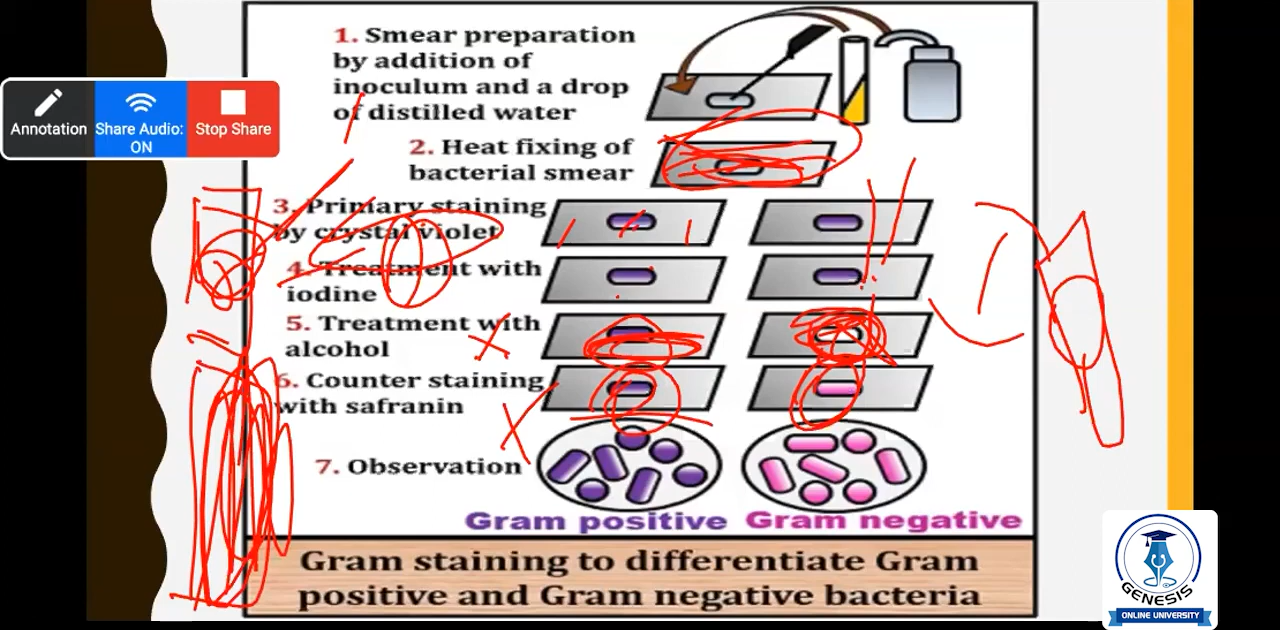 1. Smear preparation
by addition of
inoculum and a drop
of distilled water
Annotation
Share Audio:
ON
Stop Share
2. Heat fixing of
bacterial smear
3. Primary staining
by crystal violet
4. Treatment with
iodine
5. Treatment with
alcohol
6. Counter staining
with safranin
7. Observation
Gram positive
Gram negative
Gram staining to differentiate Gram
positive and Gram negative bacteria
GENESIS
ONLINE UNIVERSITY